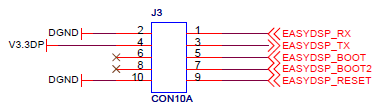 J3
DGND 2 1 EASYDSP_RX
V3.3DP 4 3 EASYDSP_TX
6 5 EASYDSP_BOOT
8 7 EASYDSP_BOOT2
DGND 10 9 EASYDSP_RESET
CON10A